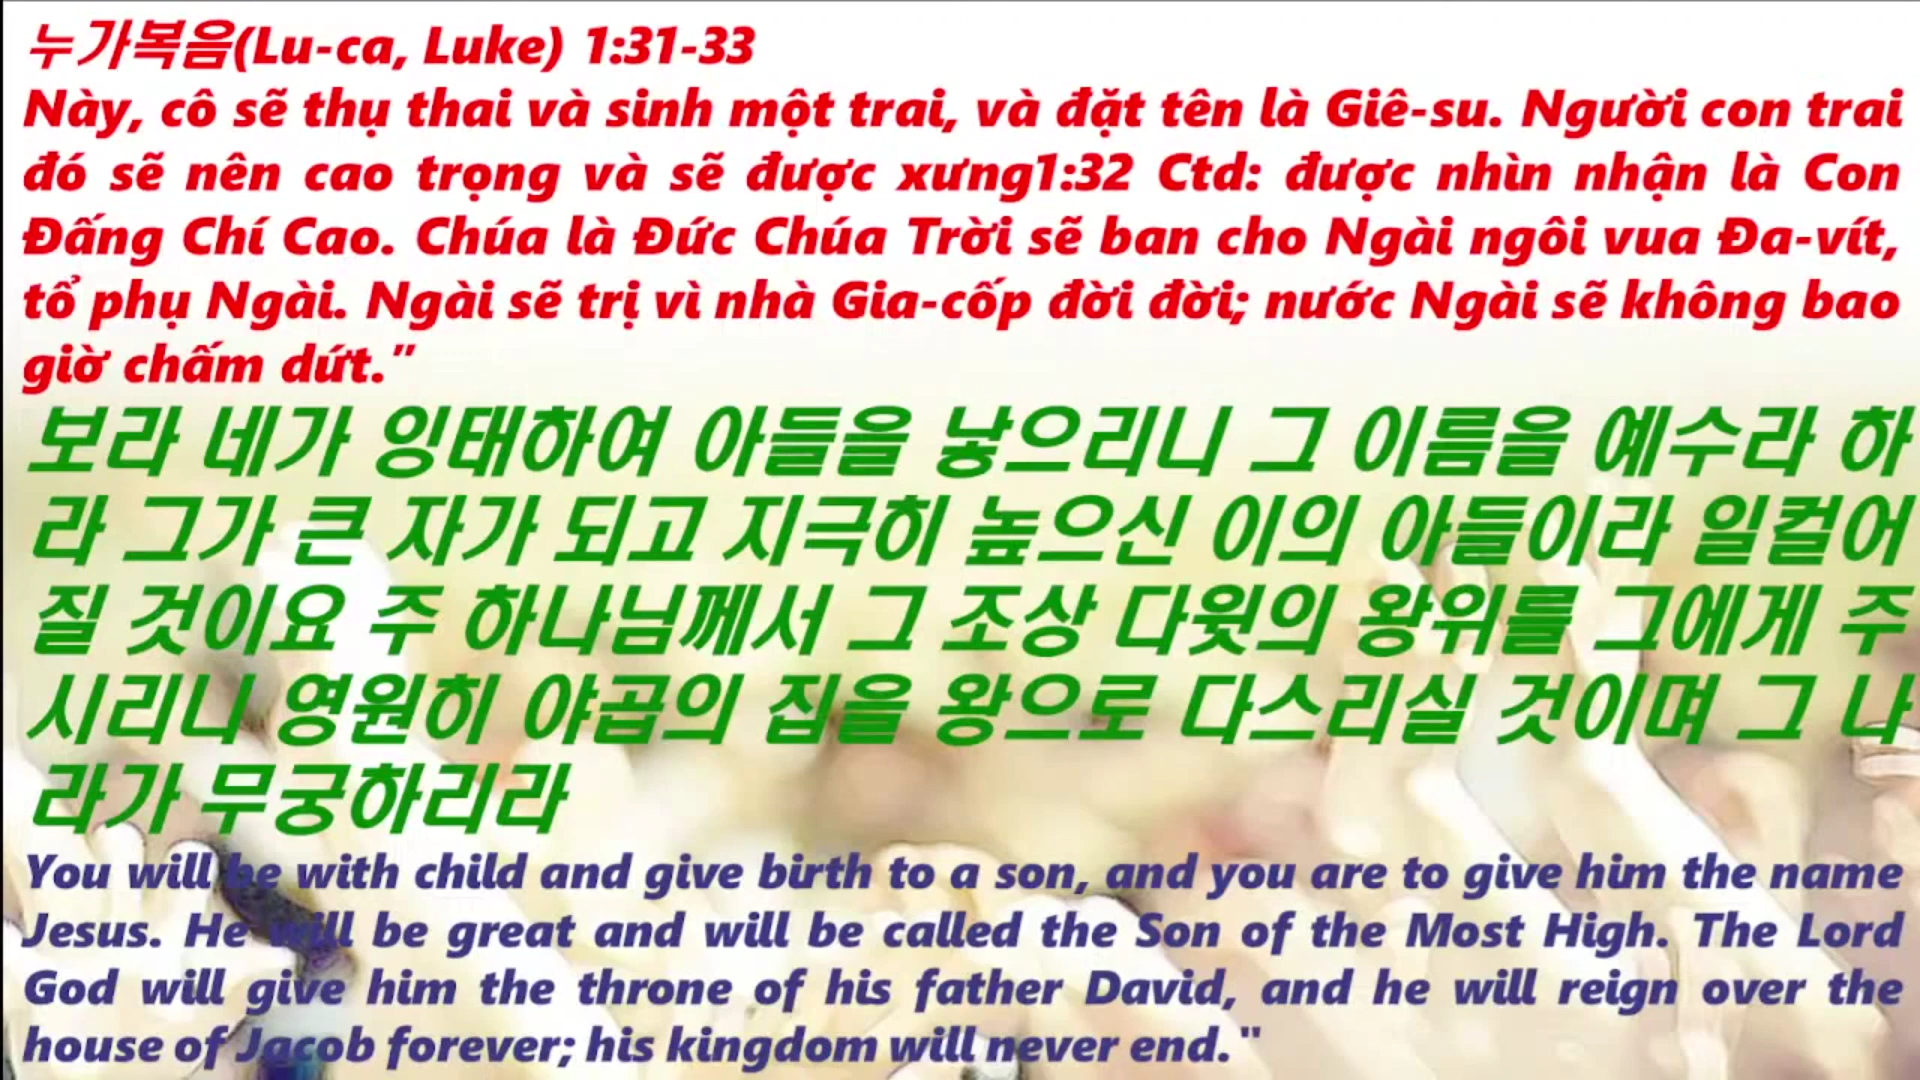 누가복음(Lu-ca, Luke) 1:31-33
Này, cô sẽ thụ thai và sinh một trai, và đặt tên là Giê-su. Người con trai
đó sẽ nên cao trọng và sẽ được xưng1:32 Ctd: được nhìn nhận là Con
Đấng Chí Cao. Chúa là Đức Chúa Trời sẽ ban cho Ngài ngôi vua Đa-vít,
tổ phụ Ngài. Ngài sẽ trị vì nhà Gia-cốp đời đời; nước Ngài sẽ không bao
giờ chấm dứt.”
보라 네가 잉태하여 아들을 낳으리니 그 이름을 예수라 하
라 그가 큰 자가 되고 지극히 높으신 이의 아들이라 일컬어
질 것이요 주 하나님께서 그 조상 다윗의 왕위를 그에게 주
시리니 영원히 야곱의 집을 왕으로 다스리실 것이며 그 나
라가 무궁하리라
You will be with child and give birth to a son, and you are to give him the name
Jesus. He will be great and will be called the Son of the Most High. The Lord
God will give him the throne of his father David, and he will reign over the
house of Jacob forever; his kingdom will never end."